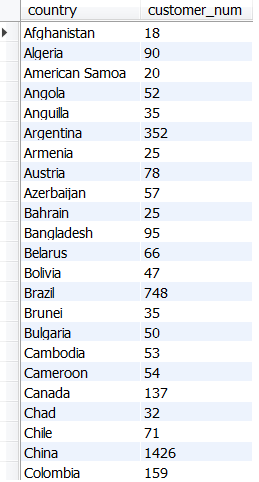 country customer_num
Afghanistan 18
Algeria 90
American Samoa 20
Angola 52
Anguilla 35
Argentina 352
Armenia 25
Austria 78
Azerbaijan 57
Bahrain 25
Bangladesh 95
Belarus 66
Bolivia 47
Brazil 748
Brunei 35
Bulgaria 50
Cambodia 53
Cameroon 54
Canada 137
Chad 32
Chile 71
China 1426
Colombia 159